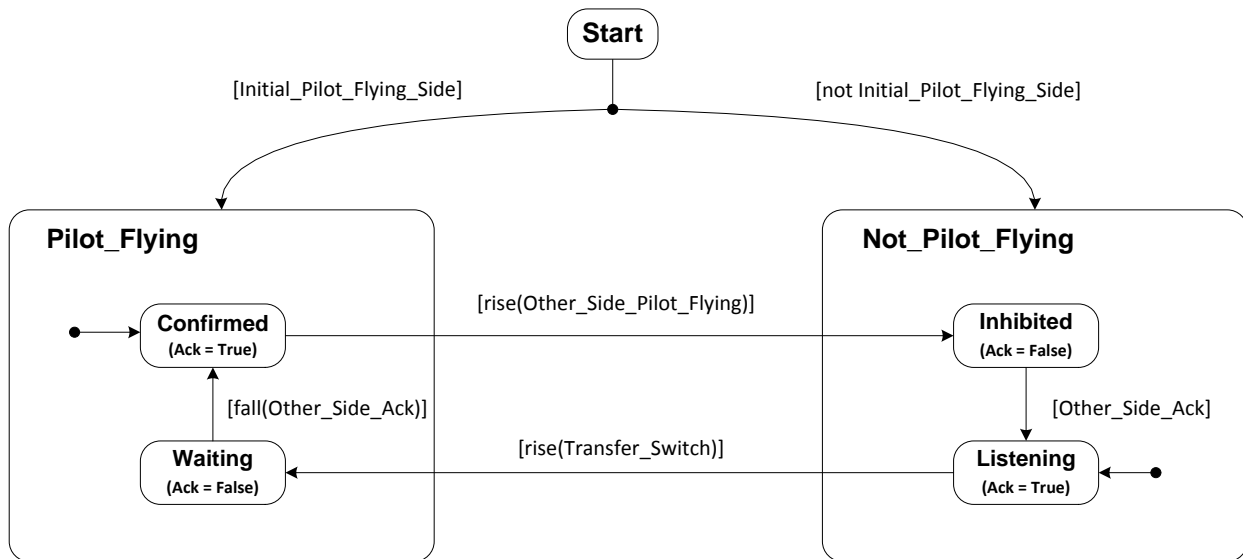 Start
[Initial_Pilot_Flying_Side]
[not Initial_Pilot_Flying_Side]
Pilot_Flying
Not_Pilot_Flying
[rise(Other_Side_Pilot_Flying)]
Confirmed
(Ack = True)
Inhibited
(Ack = False)
[fall(Other_Side_Ack)]
[Other_Side_Ack]
[rise(Transfer_Switch)]
Waiting
(Ack = False)
Listening
(Ack = True)